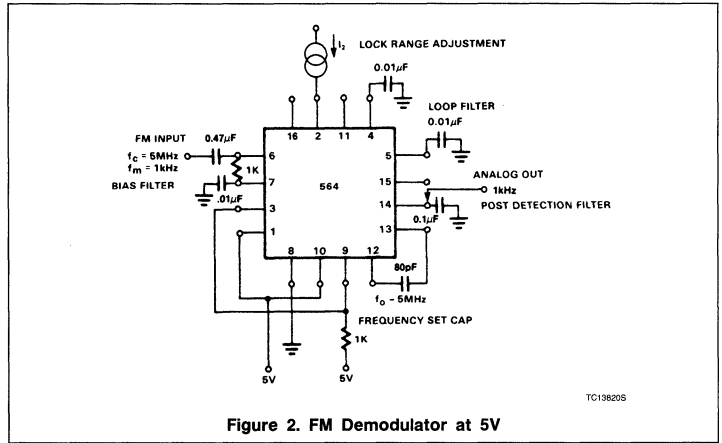 I₂
LOCK RANGE ADJUSTMENT
0.01µF
LOOP FILTER
0.01µF
16 2 11 4
FM INPUT
0.47µF
fc = 5MHz
fm = 1kHz
6
1K
5
BIAS FILTER
.01µF
7
564
15
ANALOG OUT
1kHz
3
14
POST DETECTION FILTER
0.1µF
1
13
8 10 9 12
80pF
fo – 5MHz
FREQUENCY SET CAP
1K
5V 5V
TC13820S
Figure 2. FM Demodulator at 5V